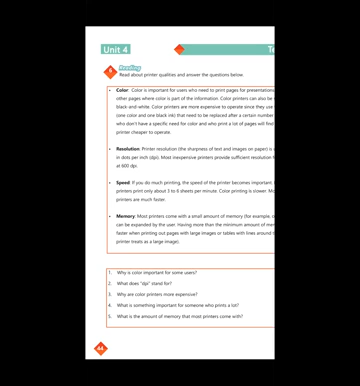 Unit 4
Te
8
Reading
Read about printer qualities and answer the questions below.
• Color: Color is important for users who need to print pages for presentations
other pages where color is part of the information. Color printers can also be
black-and-white. Color printers are more expensive to operate since they use
(one color and one black ink) that need to be replaced after a certain number
who don't have a specific need for color and who print a lot of pages will find
printer cheaper to operate.
• Resolution: Printer resolution (the sharpness of text and images on paper) is
in dots per inch (dpi). Most inexpensive printers provide sufficient resolution
at 600 dpi.
• Speed: If you do much printing, the speed of the printer becomes important.
printers print only about 3 to 6 sheets per minute. Color printing is slower.
printers are much faster.
• Memory: Most printers come with a small amount of memory (for example,
can be expanded by the user. Having more than the minimum amount of
faster when printing out pages with large images or tables with lines around
printer treats as a large image).
1. Why is color important for some users?
2. What does "dpi" stand for?
3. Why are color printers more expensive?
4. What is something important for someone who prints a lot?
5. What is the amount of memory that most printers come with?
44